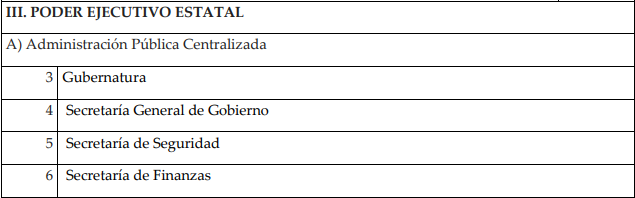 III. PODER EJECUTIVO ESTATAL
A) Administración Pública Centralizada
3 Gubernatura
4 Secretaría General de Gobierno
5 Secretaría de Seguridad
6 Secretaría de Finanzas